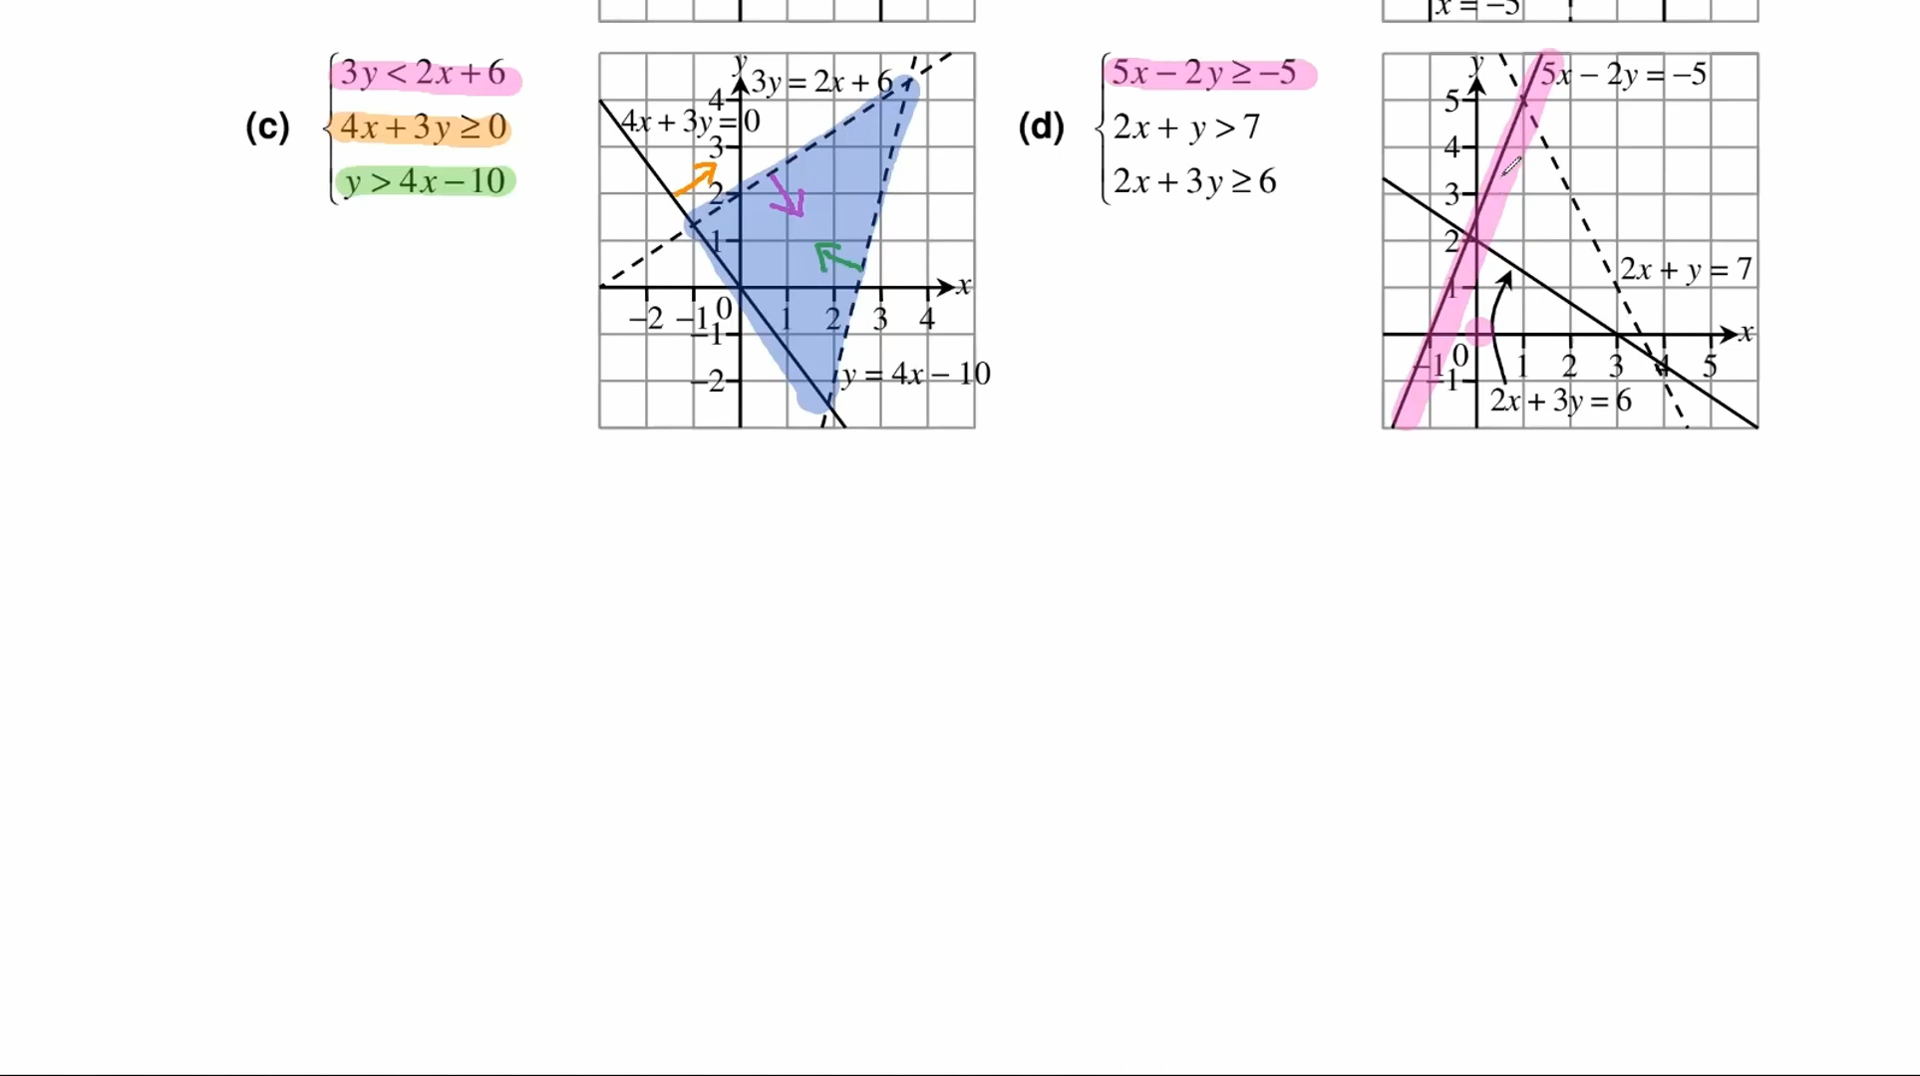 x = −5
(c)
3y < 2x + 6
4x + 3y ≥ 0
y > 4x − 10
y
3y = 2x + 6
4x + 3y = 0
4
3
2
1
−2 −1 0 1 2 3 4 x
−1
−2
y = 4x − 10
(d)
5x − 2y ≥ −5
2x + y > 7
2x + 3y ≥ 6
y
5x − 2y = −5
5
4
3
2
1
2x + y = 7
x
−1 0 1 2 3 4 5
−1
2x + 3y = 6